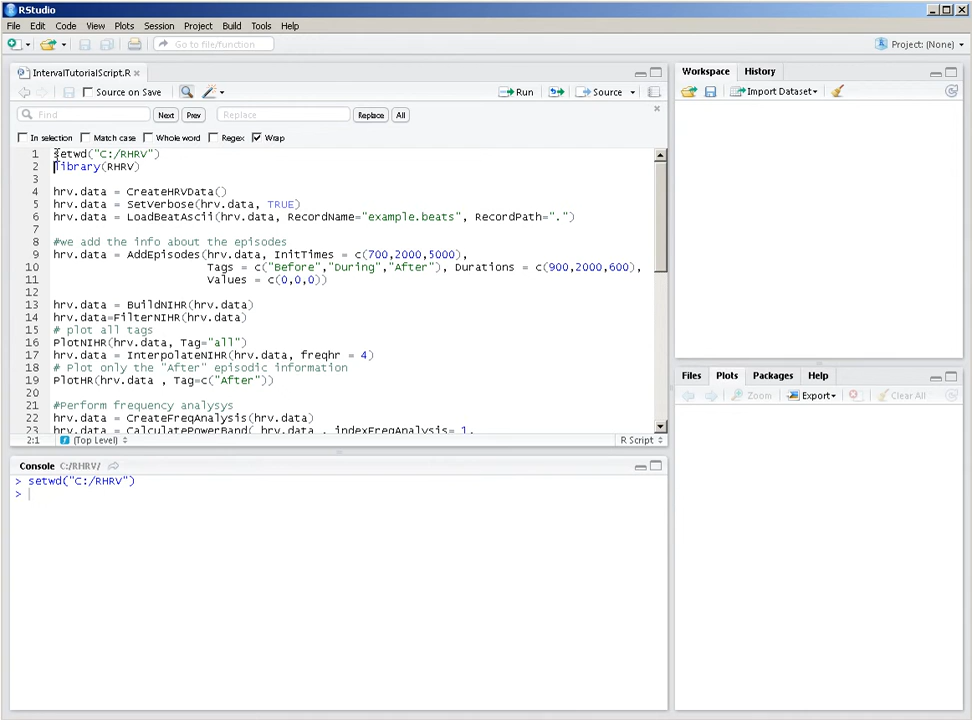 RStudio
File Edit Code View Plots Session Project Build Tools Help
Go to file/function
Project: (None)
IntervalTutorialScript.R
Source on Save
Run
Source
Find
Next
Prev
Replace
Replace
All
In selection
Match case
Whole word
Regex
Wrap
1 setwd("C:/RHRV")
2 library(RHRV)
3
4 hrv.data = CreateHRVData()
5 hrv.data = SetVerbose(hrv.data, TRUE)
6 hrv.data = LoadBeatAscii(hrv.data, RecordName="example.beats", RecordPath=".")
7
8 #we add the info about the episodes
9 hrv.data = AddEpisodes(hrv.data, InitTimes = c(700,2000,5000),
10 Tags = c("Before","During","After"), Durations = c(900,2000,600),
11 Values = c(0,0,0))
12
13 hrv.data = BuildNIHR(hrv.data)
14 hrv.data=FilterNIHR(hrv.data)
15 # plot all tags
16 PlotNIHR(hrv.data, Tag="all")
17 hrv.data = InterpolateNIHR(hrv.data, freqhr = 4)
18 # Plot only the "After" episodic information
19 PlotHR(hrv.data , Tag=c("After"))
20
21 #Perform frequency analysys
22 hrv.data = CreateFreqAnalysis(hrv.data)
23 hrv.data = CalculatePowerBand( hrv.data , indexFreqAnalysis= 1,
2:1 (Top Level) R Script
Console C:/RHRV/
> setwd("C:/RHRV")
>
Workspace History
Import Dataset
Files Plots Packages Help
Zoom Export Clear All